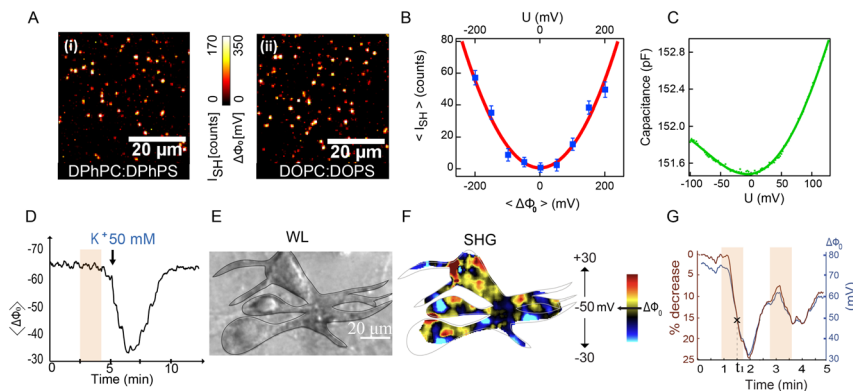 A
(i)
20 µm
DPhPC:DPhPS
170
0
I_SH [counts]
350
0
ΔΦ₀ [mV]
(ii)
20 µm
DOPC:DOPS
B
U (mV)
-200 0 200
80
60
40
20
0
< I_SH > (counts)
-200 0 200
< ΔΦ₀ > (mV)
C
Capacitance (pF)
152.8
152.4
152.0
151.6
-100 -50 0 50 100
U (mV)
D
K⁺50 mM
-70
-60
-50
-40
-30
⟨ΔΦ₀⟩
0 5 10
Time (min)
E
WL
20 µm
F
SHG
+30
-50 mV
-30
ΔΦ₀
G
% decrease
0
5
10
15
20
25
t₁
0 1 2 3 4 5
Time (min)
ΔΦ₀
80
70
60
50
40
30
(mV)